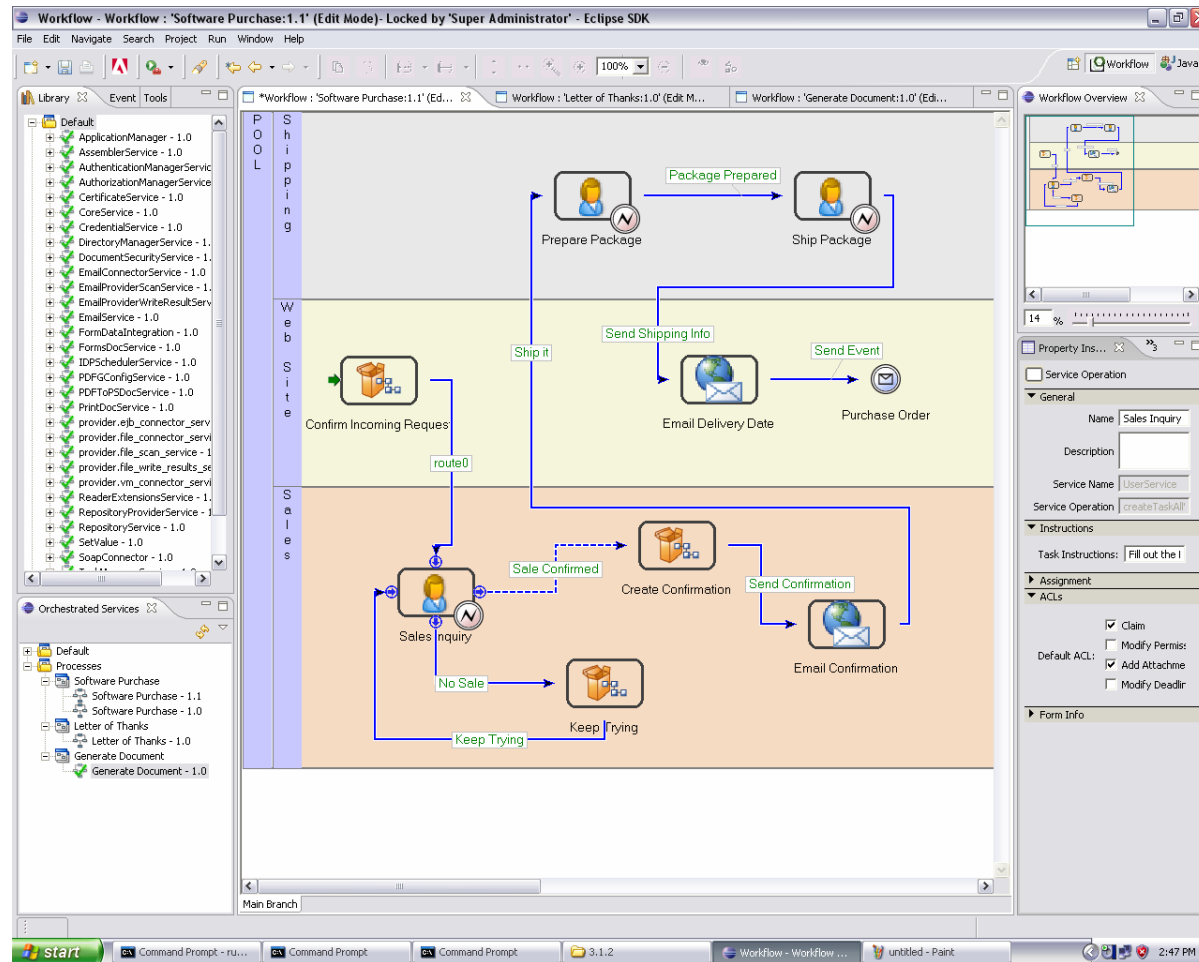 Workflow - Workflow : 'Software Purchase:1.1' (Edit Mode)- Locked by 'Super Administrator' - Eclipse SDK
File Edit Navigate Search Project Run Window Help
100%
Workflow Java
Library Event Tools
Default
ApplicationManager - 1.0
AssemblerService - 1.0
AuthenticationManagerServic
AuthorizationManagerService
CertificateService - 1.0
CoreService - 1.0
CredentialService - 1.0
DirectoryManagerService - 1.
DocumentSecurityService - 1.
EmailConnectorService - 1.0
EmailProviderScanService - 1.0
EmailProviderWriteResultServ
EmailService - 1.0
FormDataIntegration - 1.0
FormsDocService - 1.0
IDPSchedulerService - 1.0
PDFGConfigService - 1.0
PDFToPSDocService - 1.0
PrintDocService - 1.0
provider.ejb_connector_serv
provider.file_connector_servi
provider.file_scan_service - 1
provider.file_write_results_se
provider.vm_connector_servi
ReaderExtensionsService - 1.
RepositoryProviderService - 1
RepositoryService - 1.0
SetValue - 1.0
SoapConnector - 1.0
Orchestrated Services
Default
Processes
Software Purchase
Software Purchase - 1.1
Software Purchase - 1.0
Letter of Thanks
Letter of Thanks - 1.0
Generate Document
Generate Document - 1.0
*Workflow : 'Software Purchase:1.1' (Ed...
Workflow : 'Letter of Thanks:1.0' (Edit M...
Workflow : 'Generate Document:1.0' (Edi...
POOL
Shipping
Package Prepared
Prepare Package
Ship Package
Web Site
Send Shipping Info
Ship it
Send Event
Confirm Incoming Request
Email Delivery Date
Purchase Order
route0
Sales
Sale Confirmed
Create Confirmation
Send Confirmation
Sales Inquiry
Email Confirmation
No Sale
Keep Trying
Keep Trying
Main Branch
Workflow Overview
14 %
Property Ins... 3
Service Operation
General
Name Sales Inquiry
Description
Service Name UserService
Service Operation createTaskAll'
Instructions
Task Instructions: Fill out the I
Assignment
ACLs
Default ACL:
Claim
Modify Permis:
Add Attachme
Modify Deadlir
Form Info
start
Command Prompt - ru...
Command Prompt
Command Prompt
3.1.2
Workflow - Workflow ...
untitled - Paint
2:47 PM